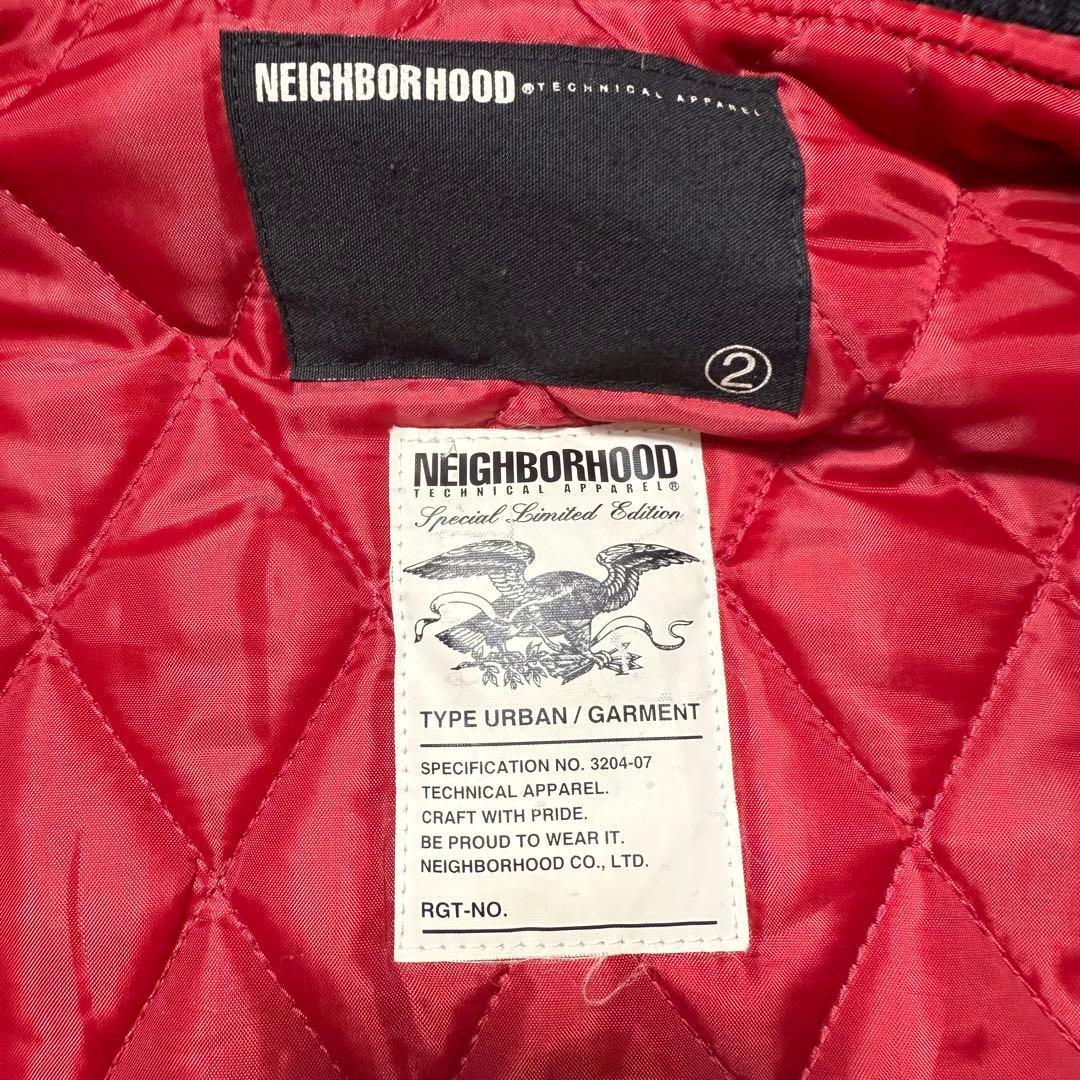 NEIGHBORHOOD ® TECHNICAL APPAREL
②
NEIGHBORHOOD
TECHNICAL APPAREL®
Special Limited Edition
TYPE URBAN / GARMENT
SPECIFICATION NO. 3204-07
TECHNICAL APPAREL.
CRAFT WITH PRIDE.
BE PROUD TO WEAR IT.
NEIGHBORHOOD CO., LTD.
RGT-NO.